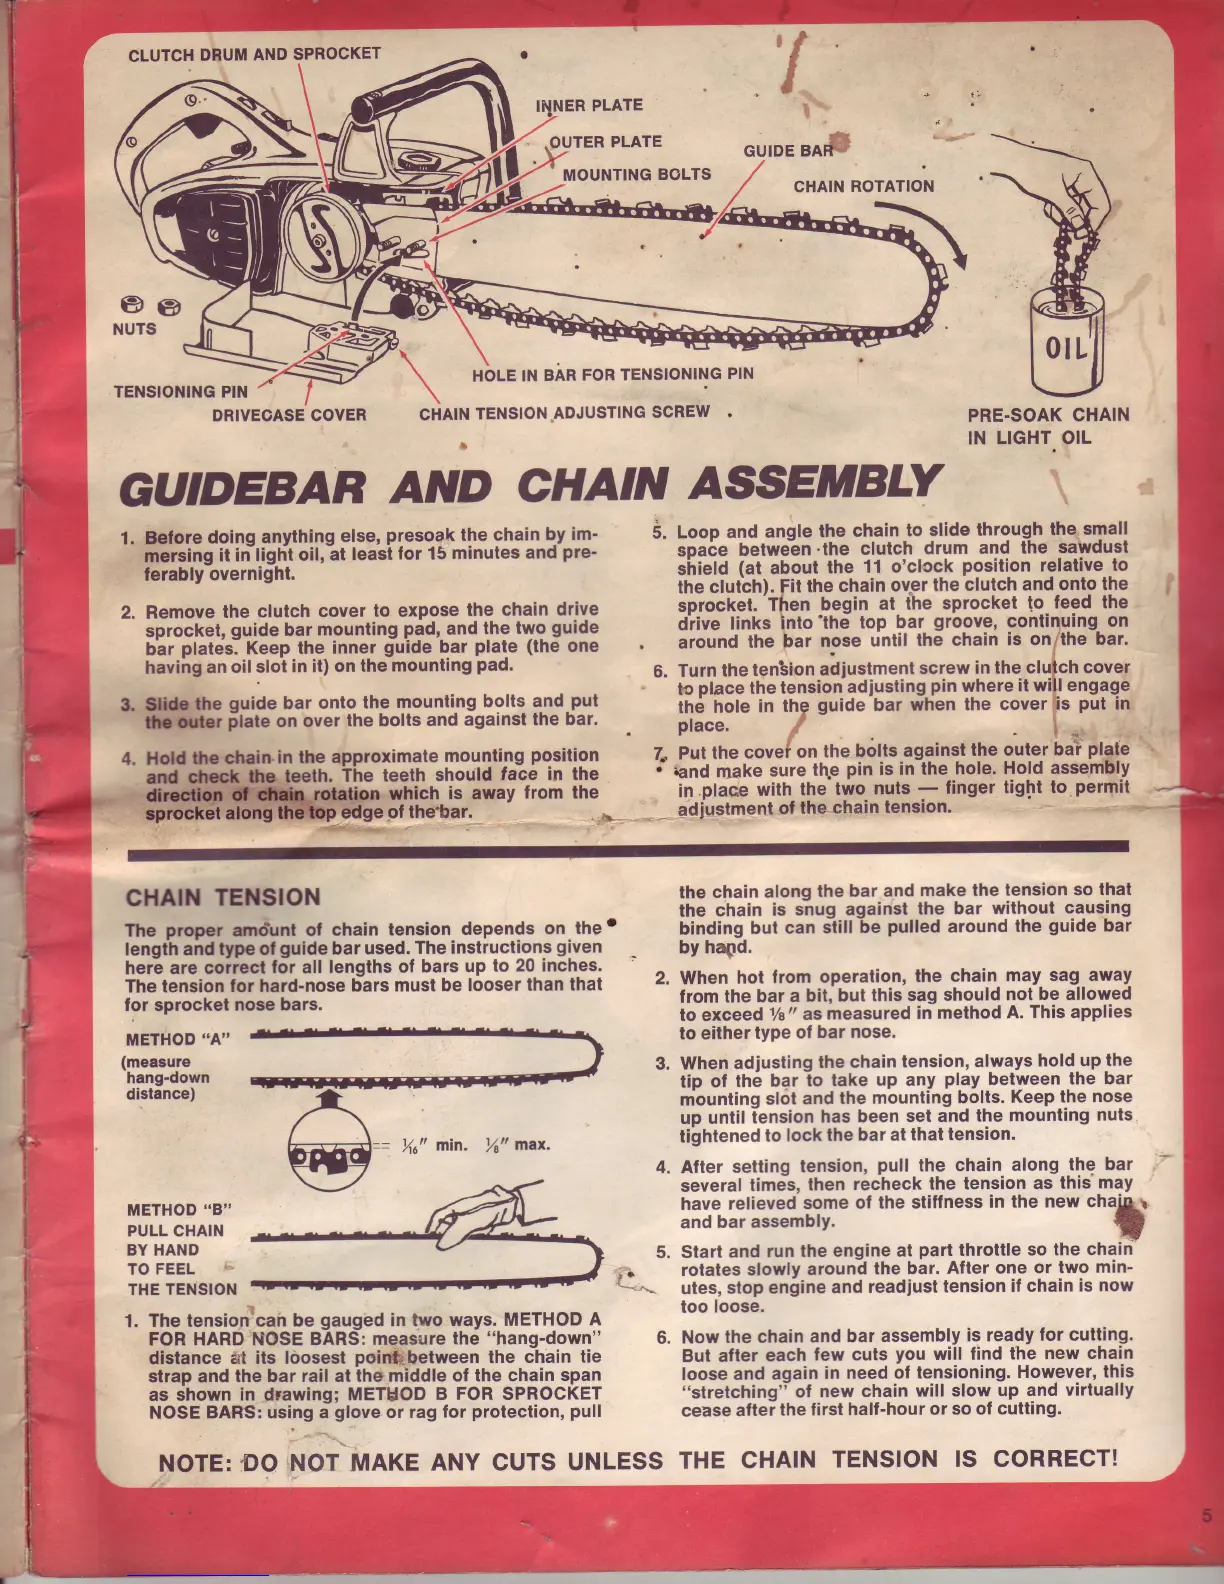 CLUTCH DRUM AND SPROCKET
INNER PLATE
OUTER PLATE
GUIDE BAR
MOUNTING BOLTS
CHAIN ROTATION
NUTS
OIL
HOLE IN BAR FOR TENSIONING PIN
TENSIONING PIN
DRIVECASE COVER
CHAIN TENSION ADJUSTING SCREW
PRE-SOAK CHAIN
IN LIGHT OIL
GUIDEBAR AND CHAIN ASSEMBLY
1. Before doing anything else, presoak the chain by im-
mersing it in light oil, at least for 15 minutes and pre-
ferably overnight.
2. Remove the clutch cover to expose the chain drive
sprocket, guide bar mounting pad, and the two guide
bar plates. Keep the inner guide bar plate (the one
having an oil slot in it) on the mounting pad.
3. Slide the guide bar onto the mounting bolts and put
the outer plate on over the bolts and against the bar.
4. Hold the chain in the approximate mounting position
and check the teeth. The teeth should face in the
direction of chain rotation which is away from the
sprocket along the top edge of the bar.
5. Loop and angle the chain to slide through the small
space between the clutch drum and the sawdust
shield (at about the 11 o'clock position relative to
the clutch). Fit the chain over the clutch and onto the
sprocket. Then begin at the sprocket to feed the
drive links into the top bar groove, continuing on
around the bar nose until the chain is on the bar.
6. Turn the tension adjustment screw in the clutch cover
to place the tension adjusting pin where it will engage
the hole in the guide bar when the cover is put in
place.
7. Put the cover on the bolts against the outer bar plate
and make sure the pin is in the hole. Hold assembly
in place with the two nuts — finger tight to permit
adjustment of the chain tension.
CHAIN TENSION
The proper amount of chain tension depends on the
length and type of guide bar used. The instructions given
here are correct for all lengths of bars up to 20 inches.
The tension for hard-nose bars must be looser than that
for sprocket nose bars.
METHOD “A”
(measure
hang-down
distance)
1/16″ min. 1/8″ max.
METHOD “B”
PULL CHAIN
BY HAND
TO FEEL
THE TENSION
1. The tension can be gauged in two ways. METHOD A
FOR HARD NOSE BARS: measure the “hang-down”
distance at its loosest point between the chain tie
strap and the bar rail at the middle of the chain span
as shown in drawing; METHOD B FOR SPROCKET
NOSE BARS: using a glove or rag for protection, pull
the chain along the bar and make the tension so that
the chain is snug against the bar without causing
binding but can still be pulled around the guide bar
by hand.
2. When hot from operation, the chain may sag away
from the bar a bit, but this sag should not be allowed
to exceed ⅛″ as measured in method A. This applies
to either type of bar nose.
3. When adjusting the chain tension, always hold up the
tip of the bar to take up any play between the bar
mounting slot and the mounting bolts. Keep the nose
up until tension has been set and the mounting nuts
tightened to lock the bar at that tension.
4. After setting tension, pull the chain along the bar
several times, then recheck the tension as this may
have relieved some of the stiffness in the new chain
and bar assembly.
5. Start and run the engine at part throttle so the chain
rotates slowly around the bar. After one or two min-
utes, stop engine and readjust tension if chain is now
too loose.
6. Now the chain and bar assembly is ready for cutting.
But after each few cuts you will find the new chain
loose and again in need of tensioning. However, this
“stretching” of new chain will slow up and virtually
cease after the first half-hour or so of cutting.
NOTE: DO NOT MAKE ANY CUTS UNLESS THE CHAIN TENSION IS CORRECT!
5